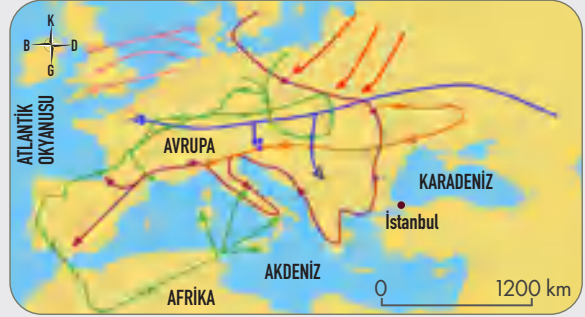 K
B D
G
ATLANTİK
OKYANUSU
AVRUPA
KARADENİZ
İstanbul
AKDENİZ
AFRİKA
0 1200 km